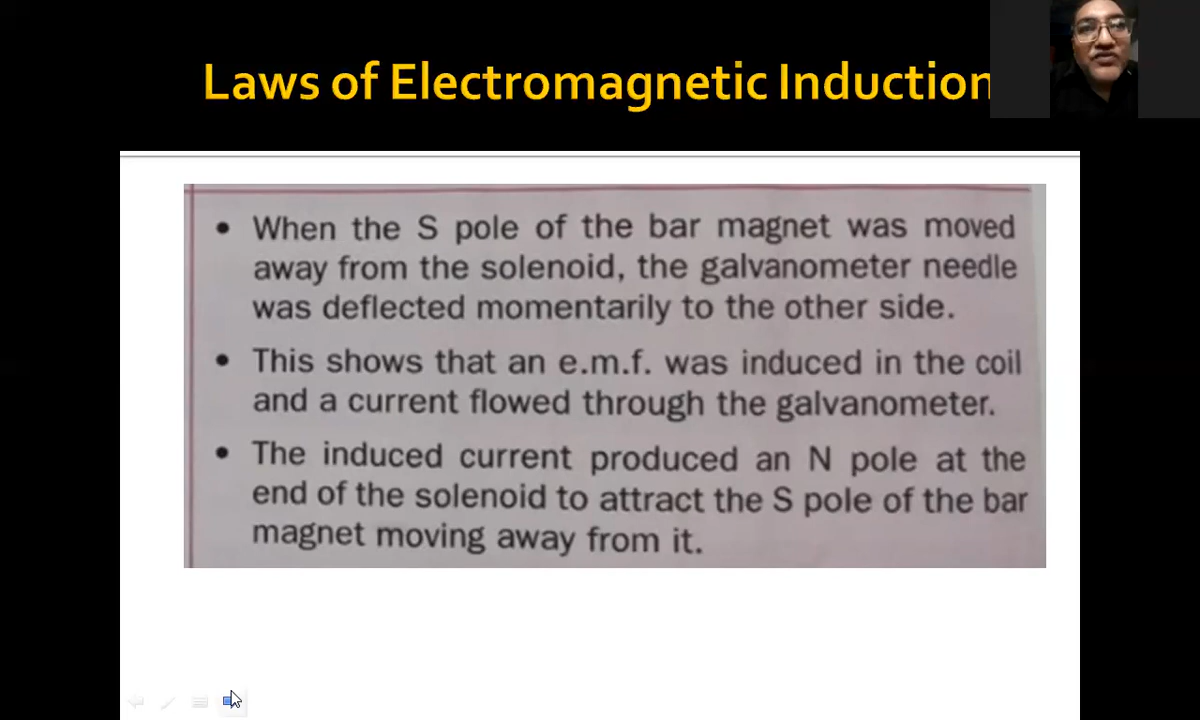 Laws of Electromagnetic Induction
• When the S pole of the bar magnet was moved
away from the solenoid, the galvanometer needle
was deflected momentarily to the other side.
• This shows that an e.m.f. was induced in the coil
and a current flowed through the galvanometer.
• The induced current produced an N pole at the
end of the solenoid to attract the S pole of the bar
magnet moving away from it.